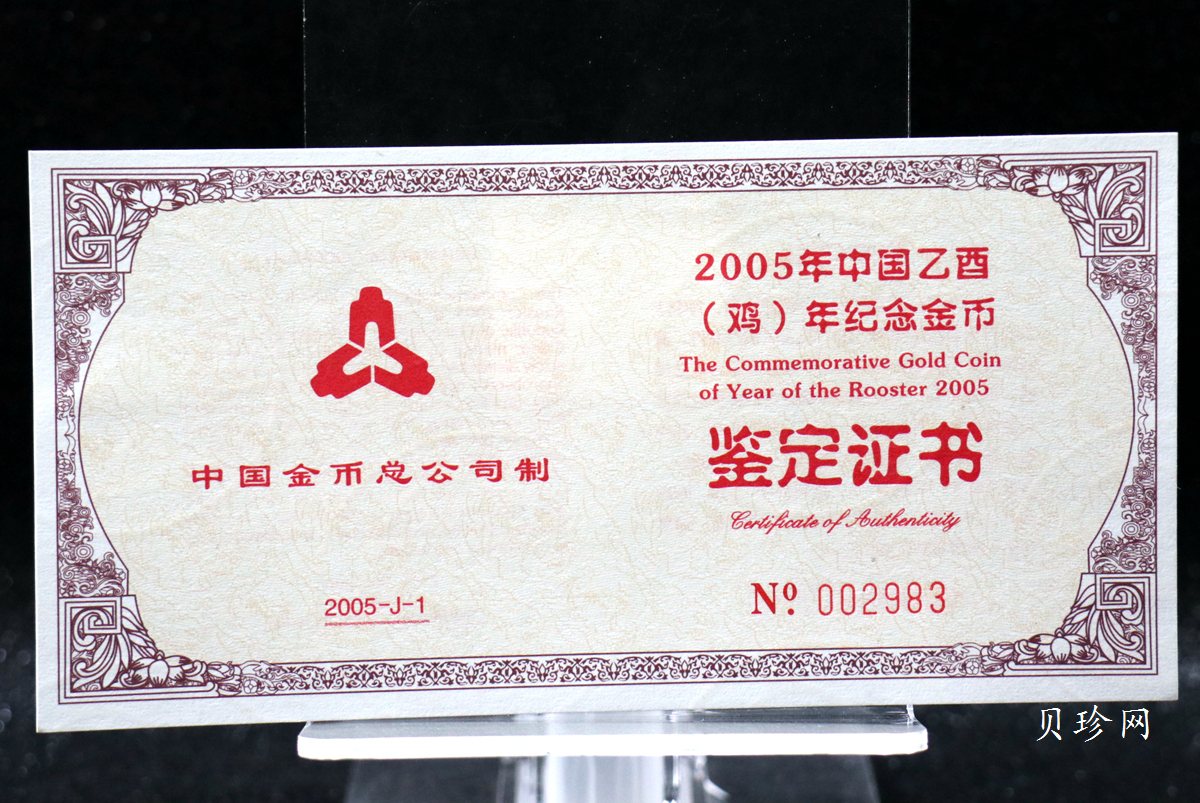 中国金币总公司制
2005-J-1
2005年中国乙酉
（鸡）年纪念金币
The Commemorative Gold Coin
of Year of the Rooster 2005
鉴定证书
Certificate of Authenticity
Nº 002983
贝珍网